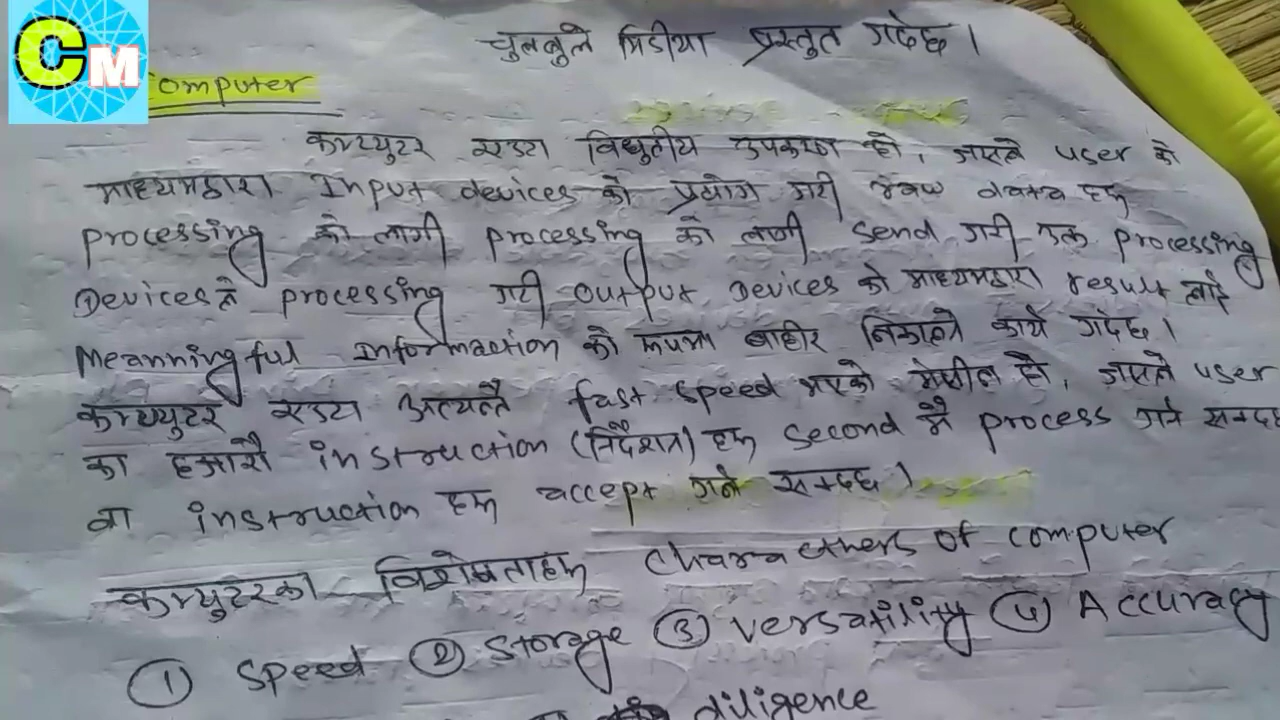 CM
चुलबुले मिडीया प्रस्तुत गर्दछ।
Computer
कम्प्युटर एउटा विधुतीय उपकरण हो, जसले user को
माध्यमद्वारा Input devices को प्रयोग गरी raw data हरू
processing को लागी processing को लागी send गरी उक्त processing
Devices ले processing गरी output Devices को माध्यमद्वारा result लाई
Meanningful Information को रूपमा बाहीर निकाल्ने कार्य गर्दछ।
कम्प्युटर एउटा अत्यन्तै fast speed भएको मेसीन हो, जसले user
का हजारौ instruction (निर्देशन) हरू second मै process गर्न सक्दछ
वा instruction हरू accept गर्न सक्दछ।
कम्प्युटरका विशेषताहरू characthers of computer
① speed ② storage ③ versatility ④ Accuracy
diligence